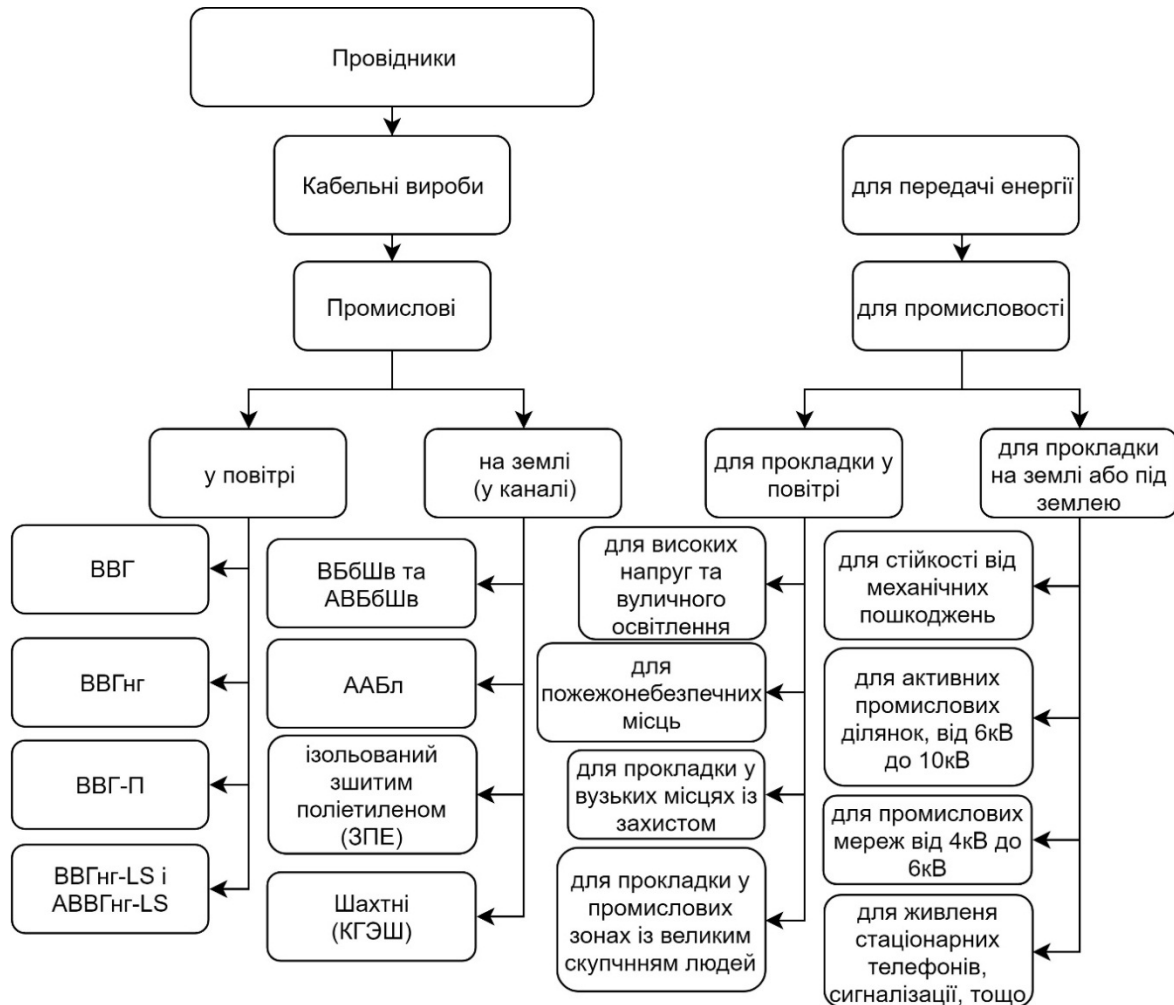 Провідники
Кабельні вироби
для передачі енергії
Промислові
для промисловості
у повітрі
на землі
(у каналі)
для прокладки у
повітрі
для прокладки
на землі або під
землею
ВВГ
ВВГнг
ВВГ-П
ВВГнг-LS і
АВВГнг-LS
ВБбШв та
АВБбШв
ААБл
ізольований
зшитим
поліетиленом
(ЗПЕ)
Шахтні
(КГЭШ)
для високих
напруг та
вуличного
освітлення
для
пожежонебезпечних
місць
для прокладки у
вузьких місцях із
захистом
для прокладки у
промислових
зонах із великим
скупчнням людей
для стійкості від
механічних
пошкоджень
для активних
промислових
ділянок, від 6кВ
до 10кВ
для промислових
мереж від 4кВ до
6кВ
для живленя
стаціонарних
телефонів,
сигналізації, тощо